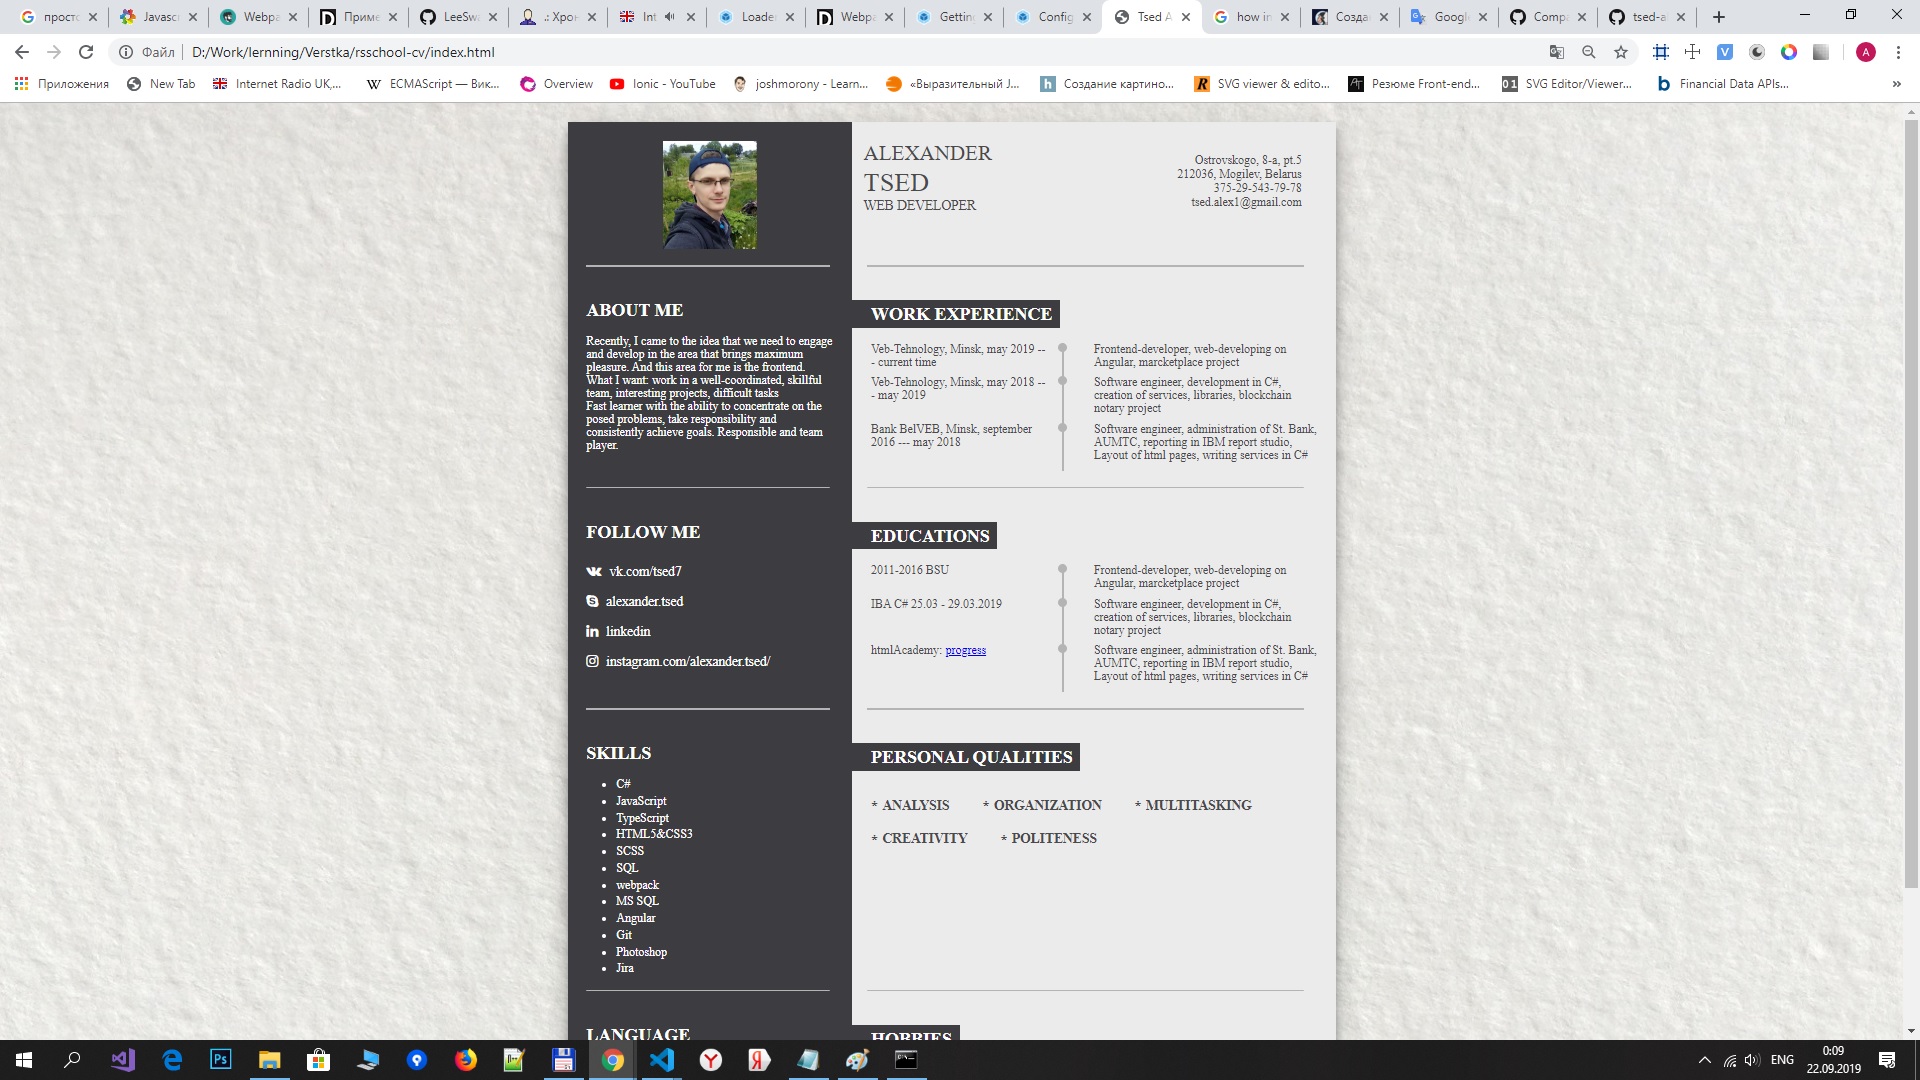 просто
Javasc
Webpa
Приме
LeeSwa
.: Хрон
Int
Loade
Webpa
Gettin
Config
Tsed A
how in
Созда
Google
Compa
tsed-a
Файл
D:/Work/lernning/Verstka/rsschool-cv/index.html
Приложения
New Tab
Internet Radio UK,...
ECMAScript — Вик...
Overview
Ionic - YouTube
joshmorony - Learn...
«Выразительный J...
Создание картино...
SVG viewer & edito...
Резюме Front-end...
SVG Editor/Viewer...
Financial Data APIs...
»
ALEXANDER
TSED
WEB DEVELOPER
Ostrovskogo, 8-a, pt.5
212036, Mogilev, Belarus
375-29-543-79-78
tsed.alex1@gmail.com
ABOUT ME
Recently, I came to the idea that we need to engage
and develop in the area that brings maximum
pleasure. And this area for me is the frontend.
What I want: work in a well-coordinated, skillful
team, interesting projects, difficult tasks
Fast learner with the ability to concentrate on the
posed problems, take responsibility and
consistently achieve goals. Responsible and team
player.
WORK EXPERIENCE
Veb-Tehnology, Minsk, may 2019 --
- current time
Frontend-developer, web-developing on
Angular, marcketplace project
Veb-Tehnology, Minsk, may 2018 --
- may 2019
Software engineer, development in C#,
creation of services, libraries, blockchain
notary project
Bank BelVEB, Minsk, september
2016 --- may 2018
Software engineer, administration of St. Bank,
AUMTC, reporting in IBM report studio,
Layout of html pages, writing services in C#
FOLLOW ME
vk.com/tsed7
alexander.tsed
linkedin
instagram.com/alexander.tsed/
EDUCATIONS
2011-2016 BSU
Frontend-developer, web-developing on
Angular, marcketplace project
IBA C# 25.03 - 29.03.2019
Software engineer, development in C#,
creation of services, libraries, blockchain
notary project
htmlAcademy: progress
Software engineer, administration of St. Bank,
AUMTC, reporting in IBM report studio,
Layout of html pages, writing services in C#
SKILLS
• C#
• JavaScript
• TypeScript
• HTML5&CSS3
• SCSS
• SQL
• webpack
• MS SQL
• Angular
• Git
• Photoshop
• Jira
PERSONAL QUALITIES
* ANALYSIS * ORGANIZATION * MULTITASKING
* CREATIVITY * POLITENESS
LANGUAGE
HOBBIES
ENG
0:09
22.09.2019